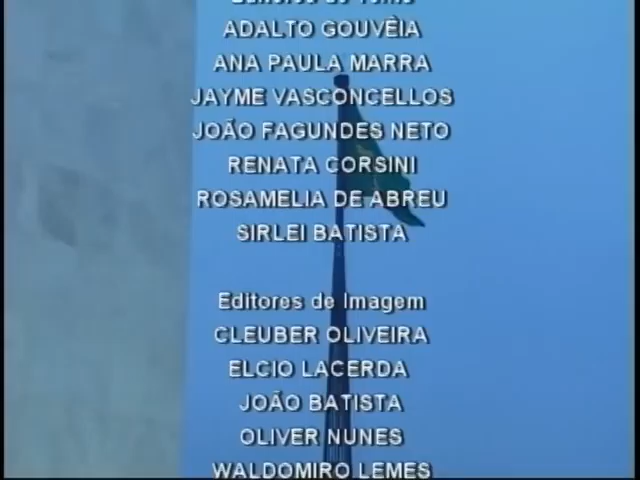 ADALTO GOUVÊIA
ANA PAULA MARRA
JAYME VASCONCELLOS
JOÃO FAGUNDES NETO
RENATA CORSINI
ROSAMELIA DE ABREU
SIRLEI BATISTA
Editores de Imagem
CLEUBER OLIVEIRA
ELCIO LACERDA
JOÃO BATISTA
OLIVER NUNES
WALDOMIRO LEMES